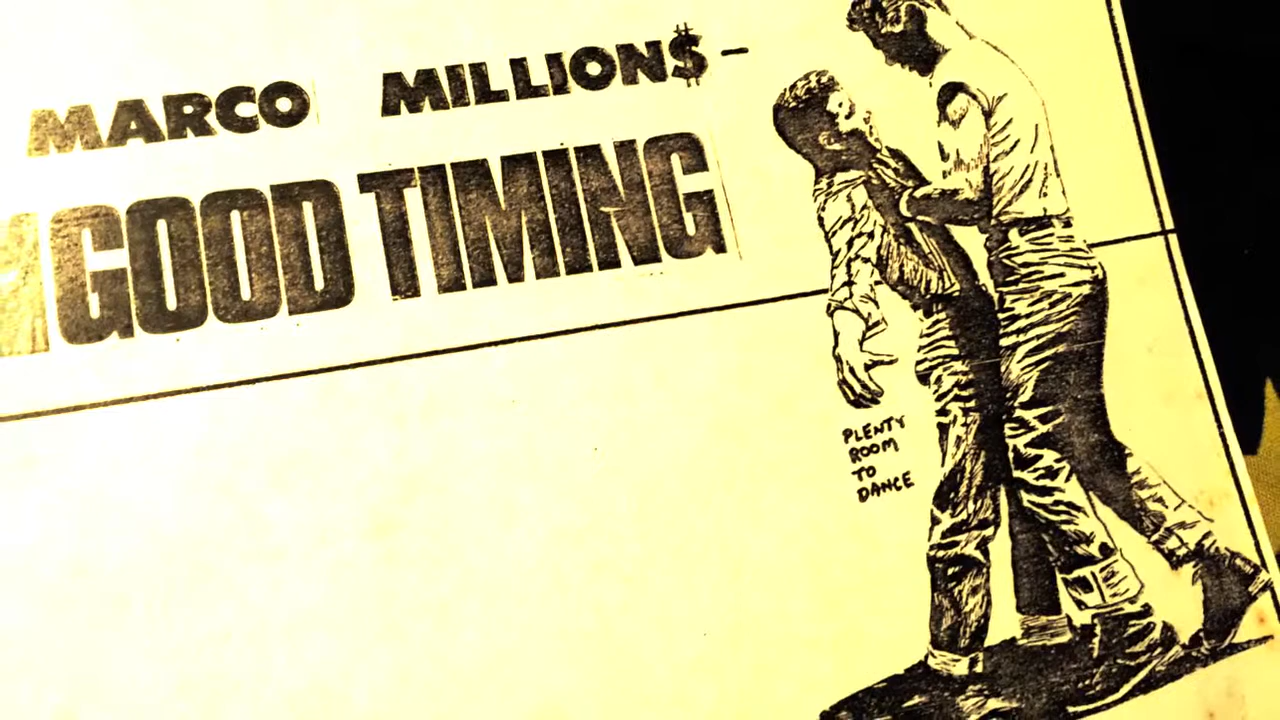 MARCO MILLION$ –
GOOD TIMING
PLENTY
ROOM
TO
DANCE